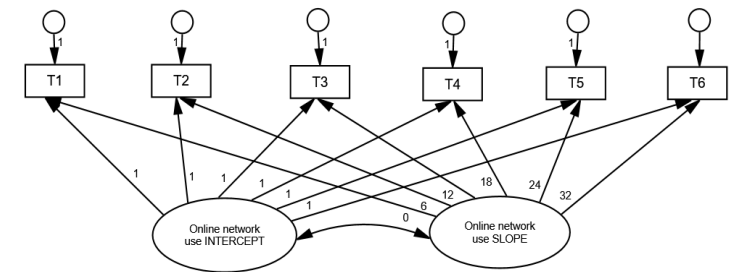 1
1
1
1
1
T1
T2
T3
T4
T5
T6
1
1
1
1
1
1
0
6
12
18
24
32
Online network
use INTERCEPT
Online network
use SLOPE